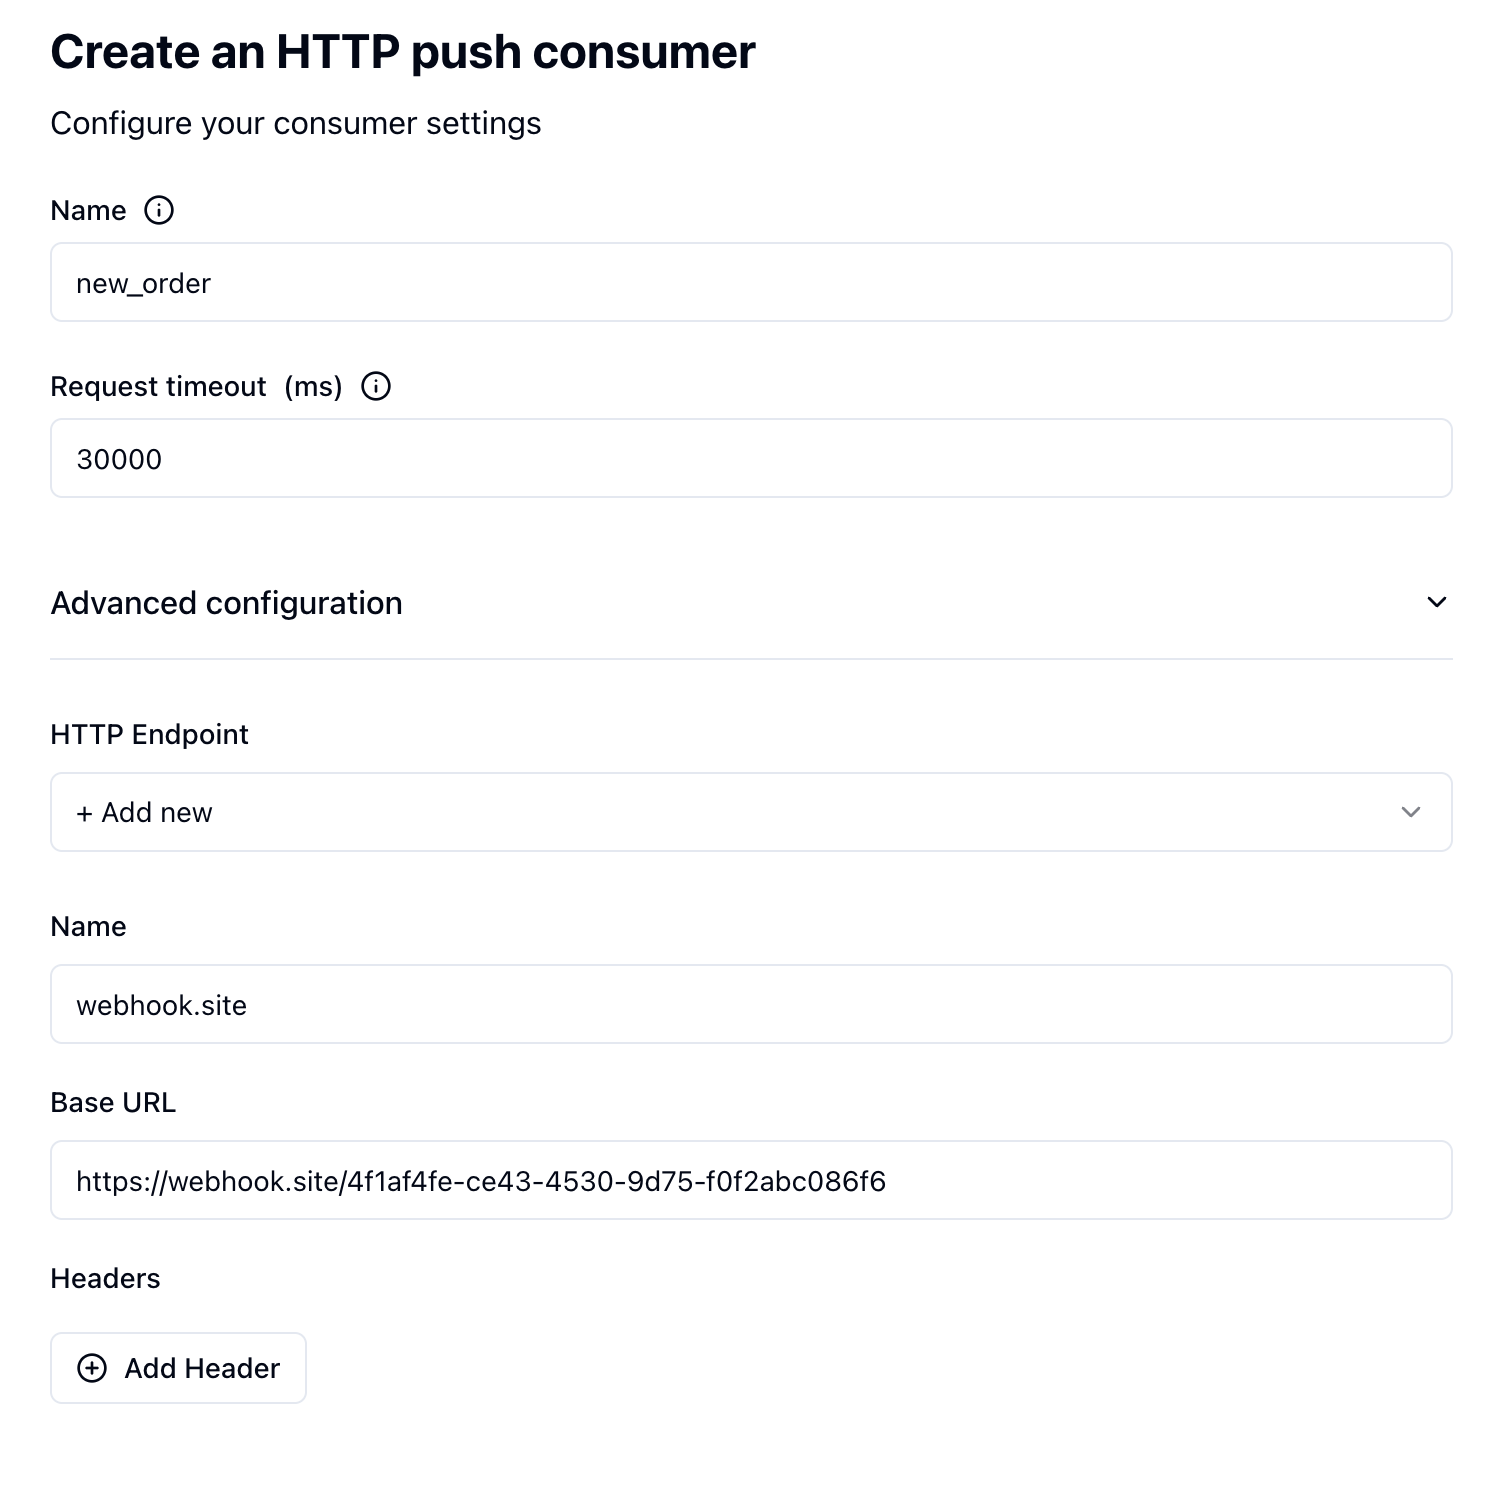 Create an HTTP push consumer
Configure your consumer settings
Name
new_order
Request timeout (ms)
30000
Advanced configuration
HTTP Endpoint
+ Add new
Name
webhook.site
Base URL
https://webhook.site/4f1af4fe-ce43-4530-9d75-f0f2abc086f6
Headers
Add Header